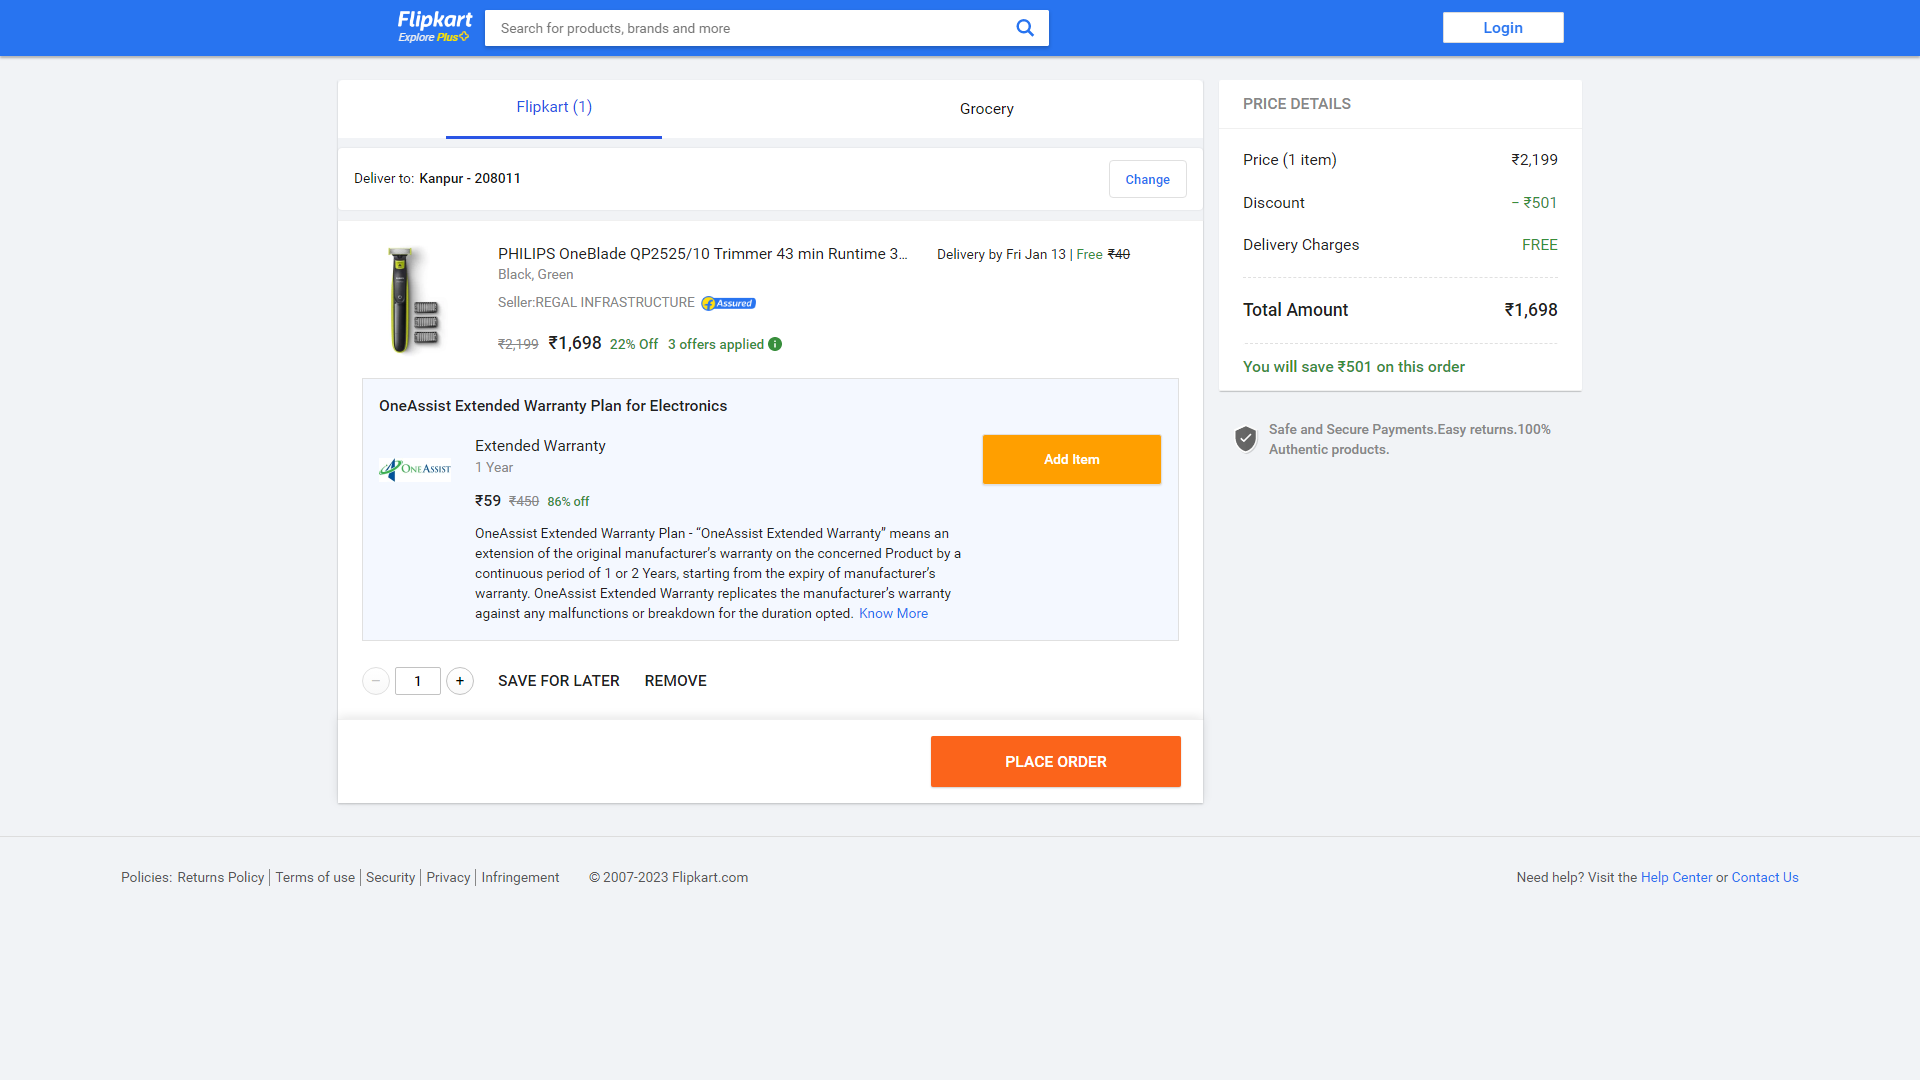 Flipkart
Explore Plus
Search for products, brands and more
Login
Flipkart (1)
Grocery
Deliver to: Kanpur - 208011
Change
PHILIPS OneBlade QP2525/10 Trimmer 43 min Runtime 3...
Delivery by Fri Jan 13 | Free ₹40
Black, Green
Seller:REGAL INFRASTRUCTURE
Assured
₹2,199 ₹1,698 22% Off 3 offers applied
OneAssist Extended Warranty Plan for Electronics
ONEASSIST
Extended Warranty
1 Year
Add Item
₹59 ₹450 86% off
OneAssist Extended Warranty Plan - “OneAssist Extended Warranty” means an
extension of the original manufacturer’s warranty on the concerned Product by a
continuous period of 1 or 2 Years, starting from the expiry of manufacturer’s
warranty. OneAssist Extended Warranty replicates the manufacturer’s warranty
against any malfunctions or breakdown for the duration opted. Know More
– 1 +
SAVE FOR LATER
REMOVE
PLACE ORDER
PRICE DETAILS
Price (1 item) ₹2,199
Discount − ₹501
Delivery Charges FREE
Total Amount ₹1,698
You will save ₹501 on this order
Safe and Secure Payments.Easy returns.100%
Authentic products.
Policies: Returns Policy | Terms of use | Security | Privacy | Infringement
© 2007-2023 Flipkart.com
Need help? Visit the Help Center or Contact Us